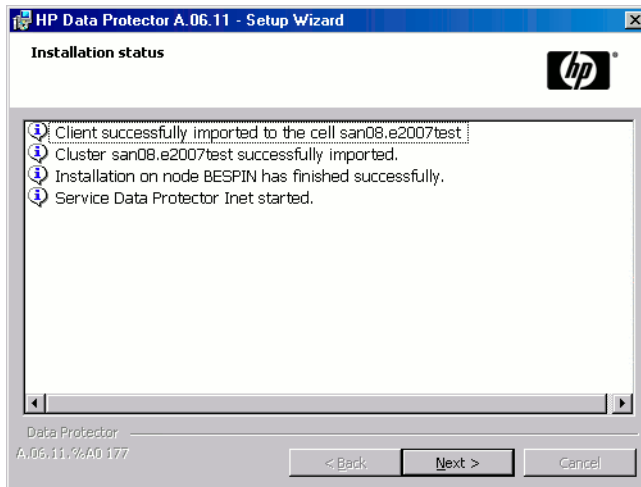 HP Data Protector A.06.11 - Setup Wizard
Installation status
hp
Client successfully imported to the cell san08.e2007test
Cluster san08.e2007test successfully imported.
Installation on node BESPIN has finished successfully.
Service Data Protector Inet started.
Data Protector
A.06.11.%A0 177
< Back
Next >
Cancel